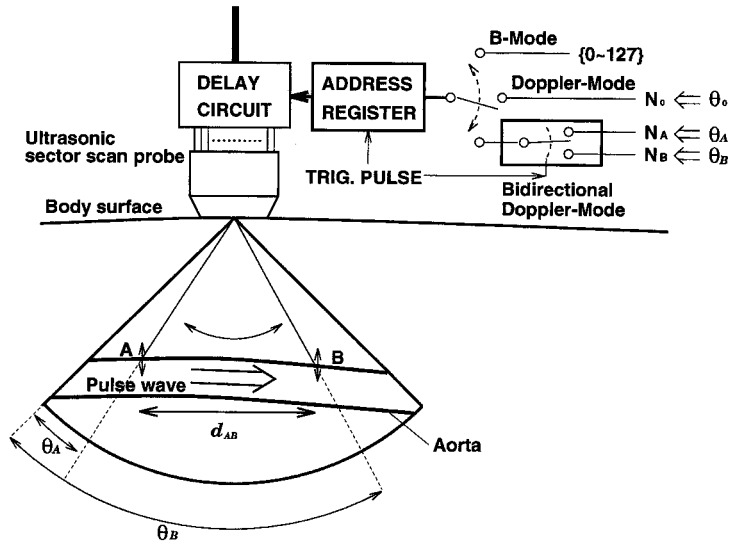 B-Mode
{0~127}
DELAY
CIRCUIT
ADDRESS
REGISTER
Doppler-Mode
N₀ ⇐ θ₀
N_A ⇐ θ_A
N_B ⇐ θ_B
Ultrasonic
sector scan probe
TRIG. PULSE
Bidirectional
Doppler-Mode
Body surface
A
B
Pulse wave
d_AB
θ_A
Aorta
θ_B